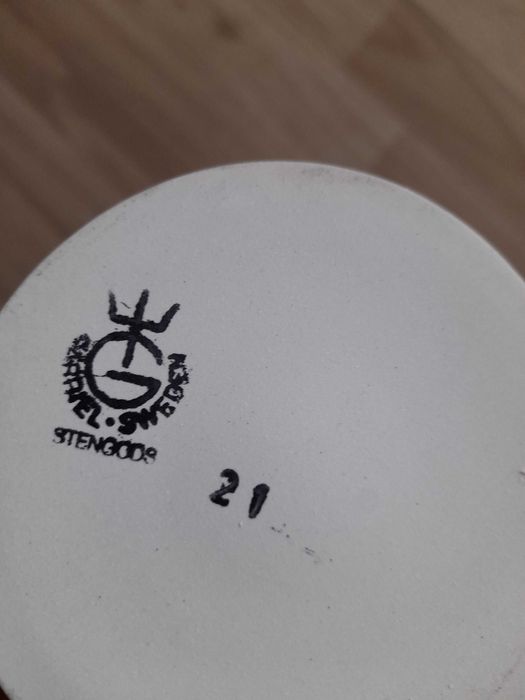 G
GABRIEL · SWEDEN
STENGODS
21